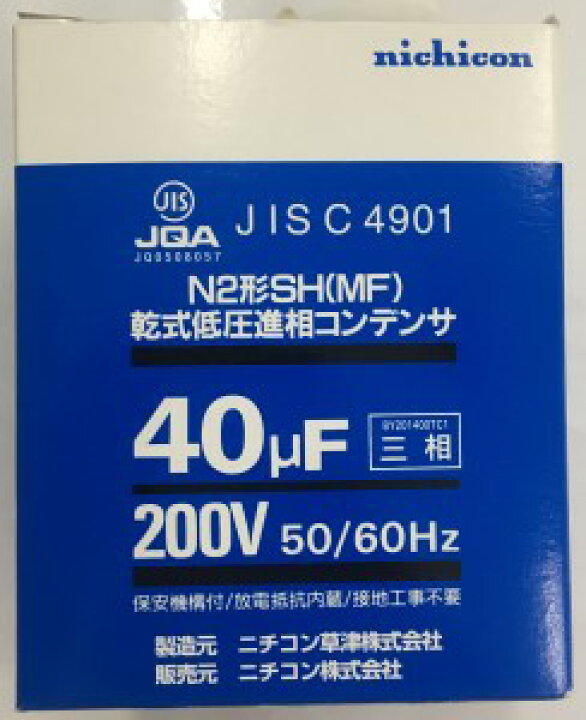 nichicon
JIS
JQA
JQ0508057
JIS C 4901
N2形SH(MF)
乾式低圧進相コンデンサ
40μF
BY201400TC1
三相
200V 50/60Hz
保安機構付/放電抵抗内蔵/接地工事不要
製造元 ニチコン草津株式会社
販売元 ニチコン株式会社